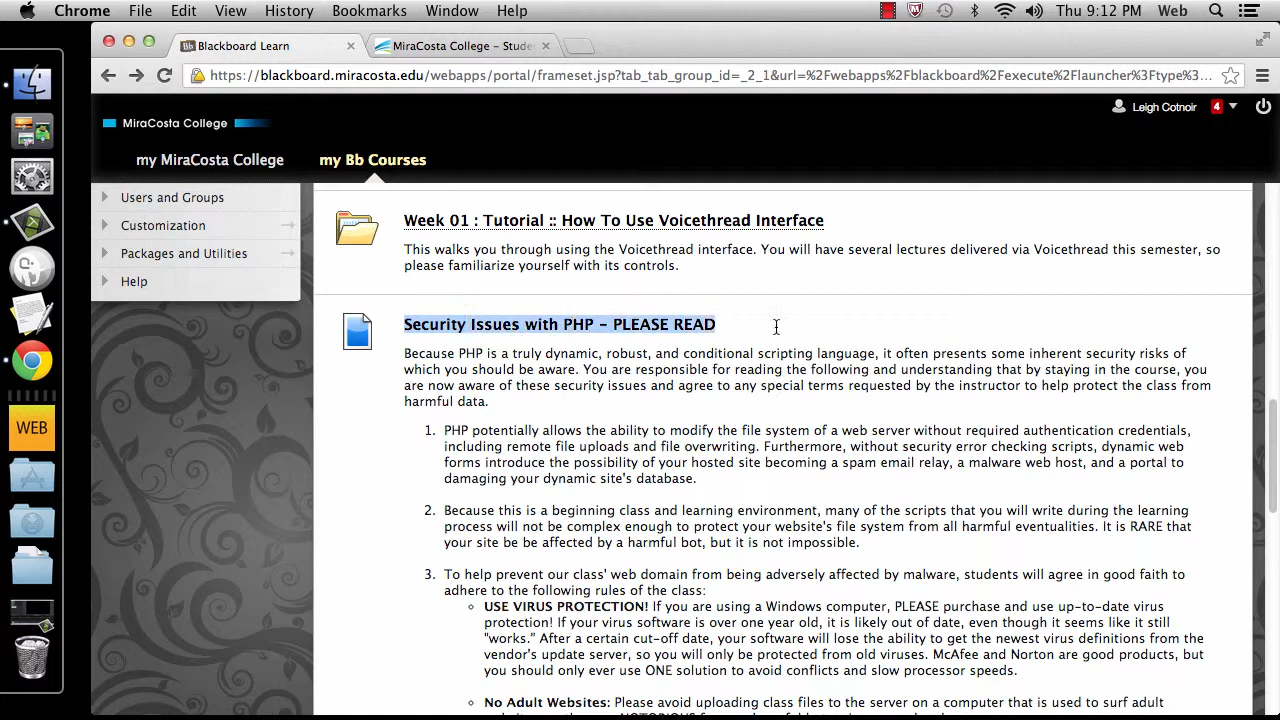 Chrome File Edit View History Bookmarks Window Help Thu 9:12 PM Web
Blackboard Learn
MiraCosta College - Stude
https://blackboard.miracosta.edu/webapps/portal/frameset.jsp?tab_tab_group_id=_2_1&url=%2Fwebapps%2Fblackboard%2Fexecute%2Flauncher%3Ftype%3...
Leigh Cotnoir 4
MiraCosta College
my MiraCosta College my Bb Courses
Users and Groups
Customization
Packages and Utilities
Help
WEB
Week 01 : Tutorial :: How To Use Voicethread Interface
This walks you through using the Voicethread interface. You will have several lectures delivered via Voicethread this semester, so
please familiarize yourself with its controls.
Security Issues with PHP - PLEASE READ
Because PHP is a truly dynamic, robust, and conditional scripting language, it often presents some inherent security risks of
which you should be aware. You are responsible for reading the following and understanding that by staying in the course, you
are now aware of these security issues and agree to any special terms requested by the instructor to help protect the class from
harmful data.
1. PHP potentially allows the ability to modify the file system of a web server without required authentication credentials,
including remote file uploads and file overwriting. Furthermore, without security error checking scripts, dynamic web
forms introduce the possibility of your hosted site becoming a spam email relay, a malware web host, and a portal to
damaging your dynamic site's database.
2. Because this is a beginning class and learning environment, many of the scripts that you will write during the learning
process will not be complex enough to protect your website's file system from all harmful eventualities. It is RARE that
your site be be affected by a harmful bot, but it is not impossible.
3. To help prevent our class' web domain from being adversely affected by malware, students will agree in good faith to
adhere to the following rules of the class:
USE VIRUS PROTECTION! If you are using a Windows computer, PLEASE purchase and use up-to-date virus
protection! If your virus software is over one year old, it is likely out of date, even though it seems like it still
"works." After a certain cut-off date, your software will lose the ability to get the newest virus definitions from the
vendor's update server, so you will only be protected from old viruses. McAfee and Norton are good products, but
you should only ever use ONE solution to avoid conflicts and slow processor speeds.
No Adult Websites: Please avoid uploading class files to the server on a computer that is used to surf adult